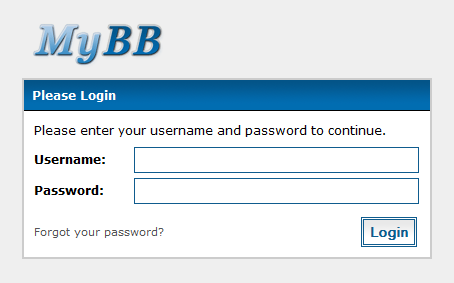 MyBB
Please Login
Please enter your username and password to continue.
Username:
Password:
Forgot your password?
Login